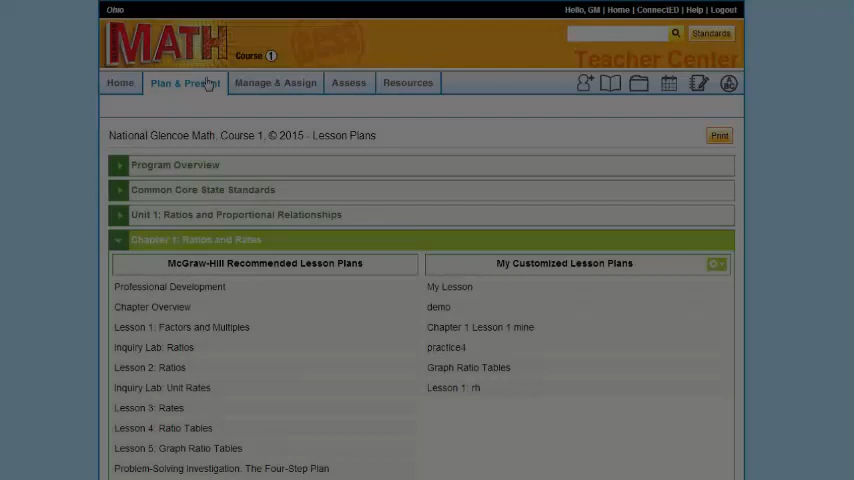 Ohio
Hello, GM | Home | ConnectED | Help | Logout
MATH
Course 1
Standards
Teacher Center
Home
Plan & Present
Manage & Assign
Assess
Resources
National Glencoe Math, Course 1, © 2015 - Lesson Plans
Print
Program Overview
Common Core State Standards
Unit 1: Ratios and Proportional Relationships
Chapter 1: Ratios and Rates
McGraw-Hill Recommended Lesson Plans
My Customized Lesson Plans
Professional Development
My Lesson
Chapter Overview
demo
Lesson 1: Factors and Multiples
Chapter 1 Lesson 1 mine
Inquiry Lab: Ratios
practice4
Lesson 2: Ratios
Graph Ratio Tables
Inquiry Lab: Unit Rates
Lesson 1: rh
Lesson 3: Rates
Lesson 4: Ratio Tables
Lesson 5: Graph Ratio Tables
Problem-Solving Investigation: The Four-Step Plan